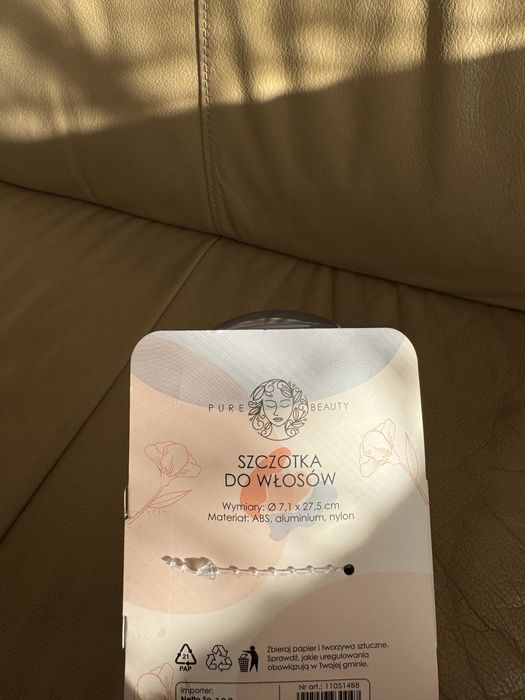 PURE BEAUTY
SZCZOTKA
DO WŁOSÓW
Wymiary: Ø 7,1 x 27,5 cm
Materiał: ABS, aluminium, nylon
21
PAP
Zbieraj papier i tworzywa sztuczne.
Sprawdź, jakie uregulowania
obowiązują w Twojej gminie.
Importer:
Nr art.: 11051488